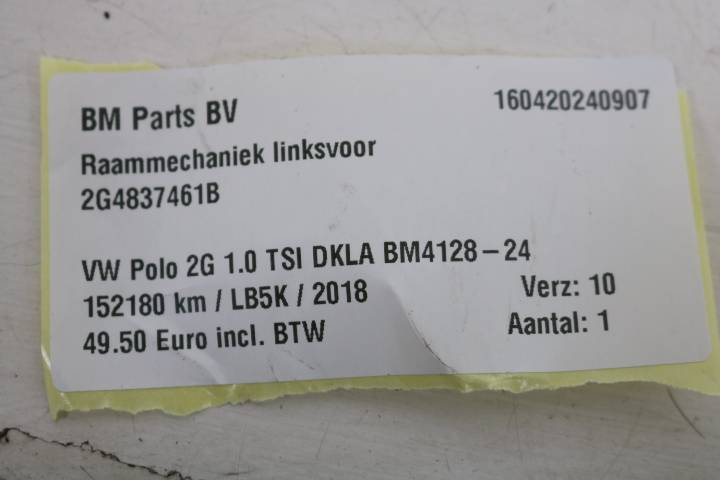 BM Parts BV 160420240907
Raammechaniek linksvoor
2G4837461B
VW Polo 2G 1.0 TSI DKLA BM4128-24
152180 km / LB5K / 2018 Verz: 10
49.50 Euro incl. BTW Aantal: 1